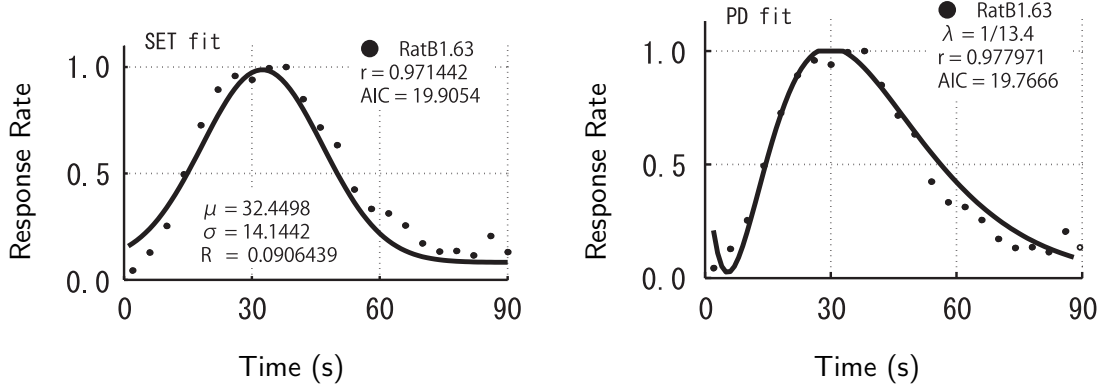 SET fit
RatB1.63
r = 0.971442
AIC = 19.9054
1.0
0.5
0.0
Response Rate
μ = 32.4498
σ = 14.1442
R = 0.0906439
0
30
60
90
Time (s)
PD fit
RatB1.63
λ = 1/13.4
r = 0.977971
AIC = 19.7666
1.0
0.5
0.0
Response Rate
0
30
60
90
Time (s)